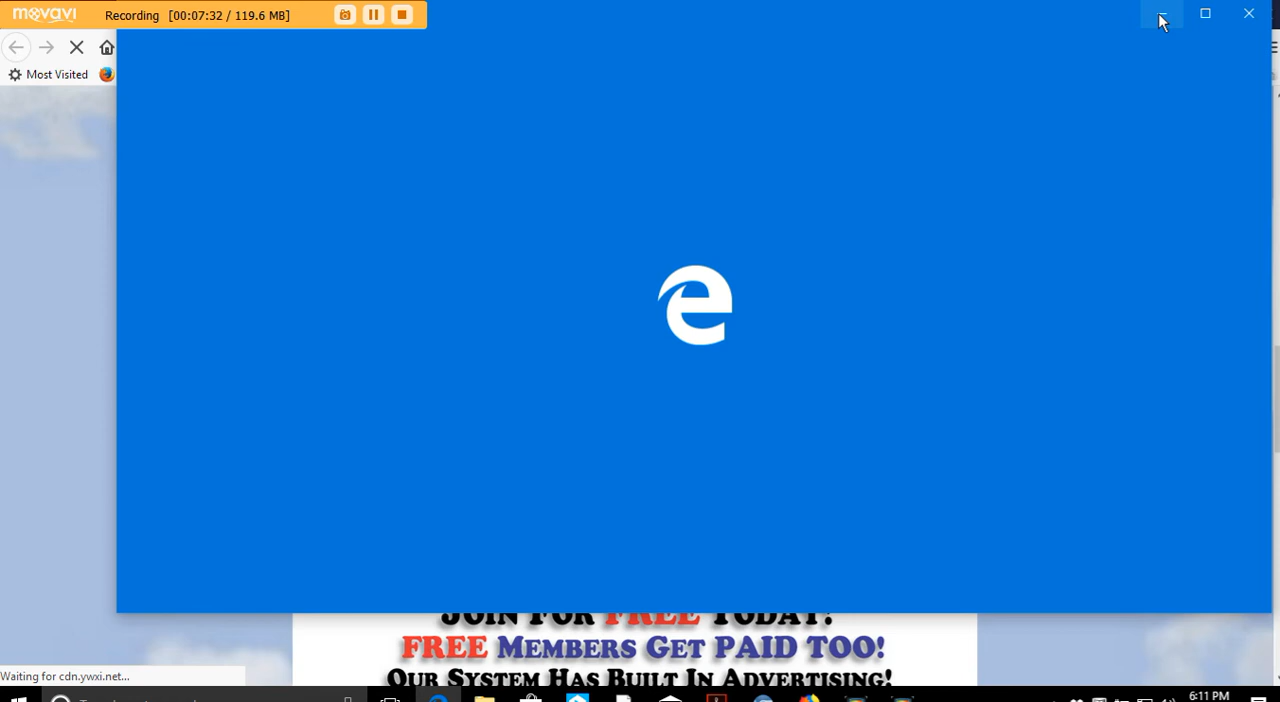 movavi Recording [00:07:32 / 119.6 MB]
Most Visited
JOIN FOR FREE TODAY!
FREE MEMBERS GET PAID TOO!
OUR SYSTEM HAS BUILT IN ADVERTISING!
Waiting for cdn.ywxi.net...
6:11 PM